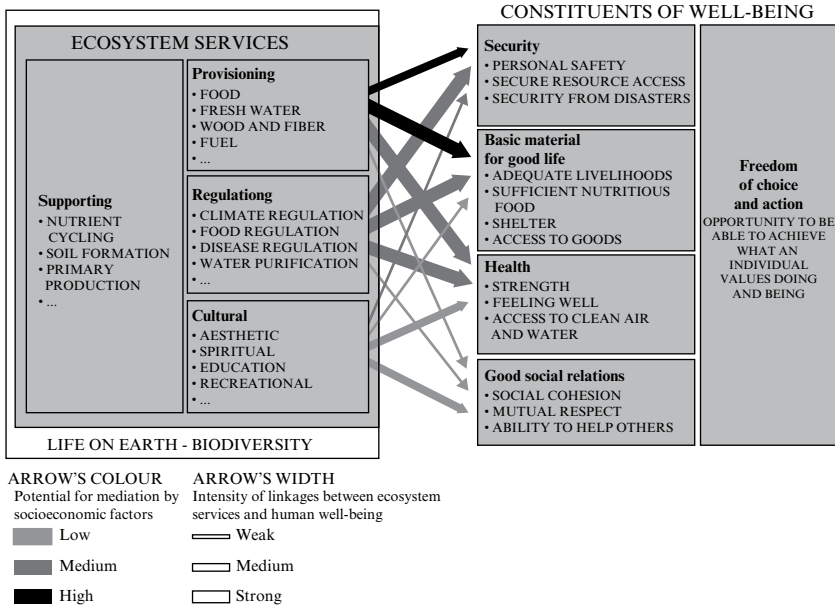 ECOSYSTEM SERVICES
Supporting
• NUTRIENT
CYCLING
• SOIL FORMATION
• PRIMARY
PRODUCTION
• ...
Provisioning
• FOOD
• FRESH WATER
• WOOD AND FIBER
• FUEL
• ...
Regulationg
• CLIMATE REGULATION
• FOOD REGULATION
• DISEASE REGULATION
• WATER PURIFICATION
• ...
Cultural
• AESTHETIC
• SPIRITUAL
• EDUCATION
• RECREATIONAL
• ...
LIFE ON EARTH - BIODIVERSITY
CONSTITUENTS OF WELL-BEING
Security
• PERSONAL SAFETY
• SECURE RESOURCE ACCESS
• SECURITY FROM DISASTERS
Basic material
for good life
• ADEQUATE LIVELIHOODS
• SUFFICIENT NUTRITIOUS
FOOD
• SHELTER
• ACCESS TO GOODS
Health
• STRENGTH
• FEELING WELL
• ACCESS TO CLEAN AIR
AND WATER
Good social relations
• SOCIAL COHESION
• MUTUAL RESPECT
• ABILITY TO HELP OTHERS
Freedom
of choice
and action
OPPORTUNITY TO BE
ABLE TO ACHIEVE
WHAT AN
INDIVIDUAL
VALUES DOING
AND BEING
ARROW'S COLOUR
Potential for mediation by
socioeconomic factors
Low
Medium
High
ARROW'S WIDTH
Intensity of linkages between ecosystem
services and human well-being
Weak
Medium
Strong